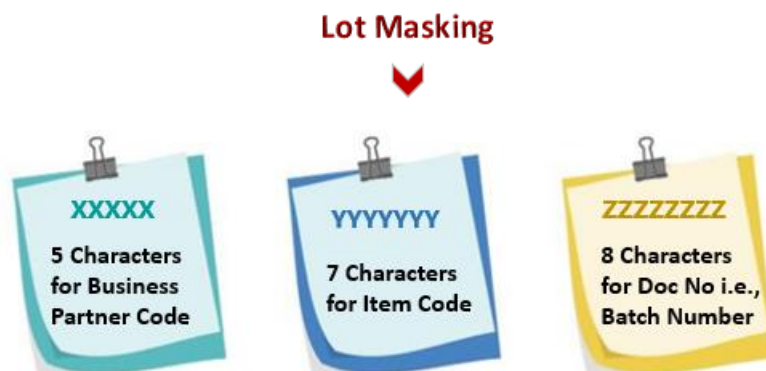 Lot Masking
XXXXX
5 Characters
for Business
Partner Code
YYYYYYY
7 Characters
for Item Code
ZZZZZZZZ
8 Characters
for Doc No i.e.,
Batch Number